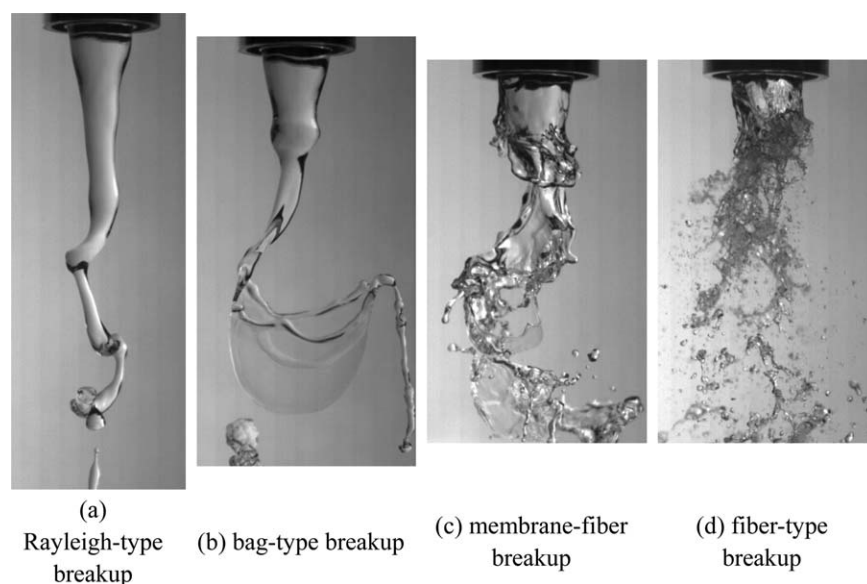 (a)
Rayleigh-type
breakup
(b) bag-type breakup
(c) membrane-fiber
breakup
(d) fiber-type
breakup